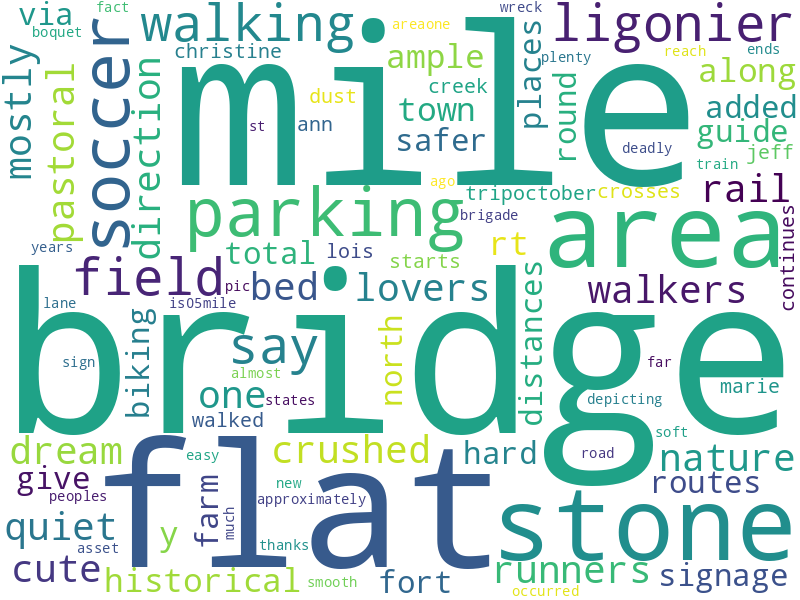 via
fact
boquet
walking
christine
areaone
wreck
ligonier
mostly
soccer
mile
ample
places
plenty
reach
ends
pastoral
direction
dust
creek
round
along
st
ann
town
safer
added
guide
deadly
jeff
train
ago
tripoctober
crosses
rail
parking
brigade
area
continues
years
total
lois
starts
rt
field
pic
bed
lovers
distances
walkers
lane
is05mile
bridge
biking
say
north
sign
almost
far
marie
one
states
depicting
walked
soft
dream
flat
easy
crushed
hard
road
nature
give
peoples
farm
much
new
approximately
routes
quiet
y
stone
asset
thanks
cute
historical
smooth
fort
runners
signage
occurred